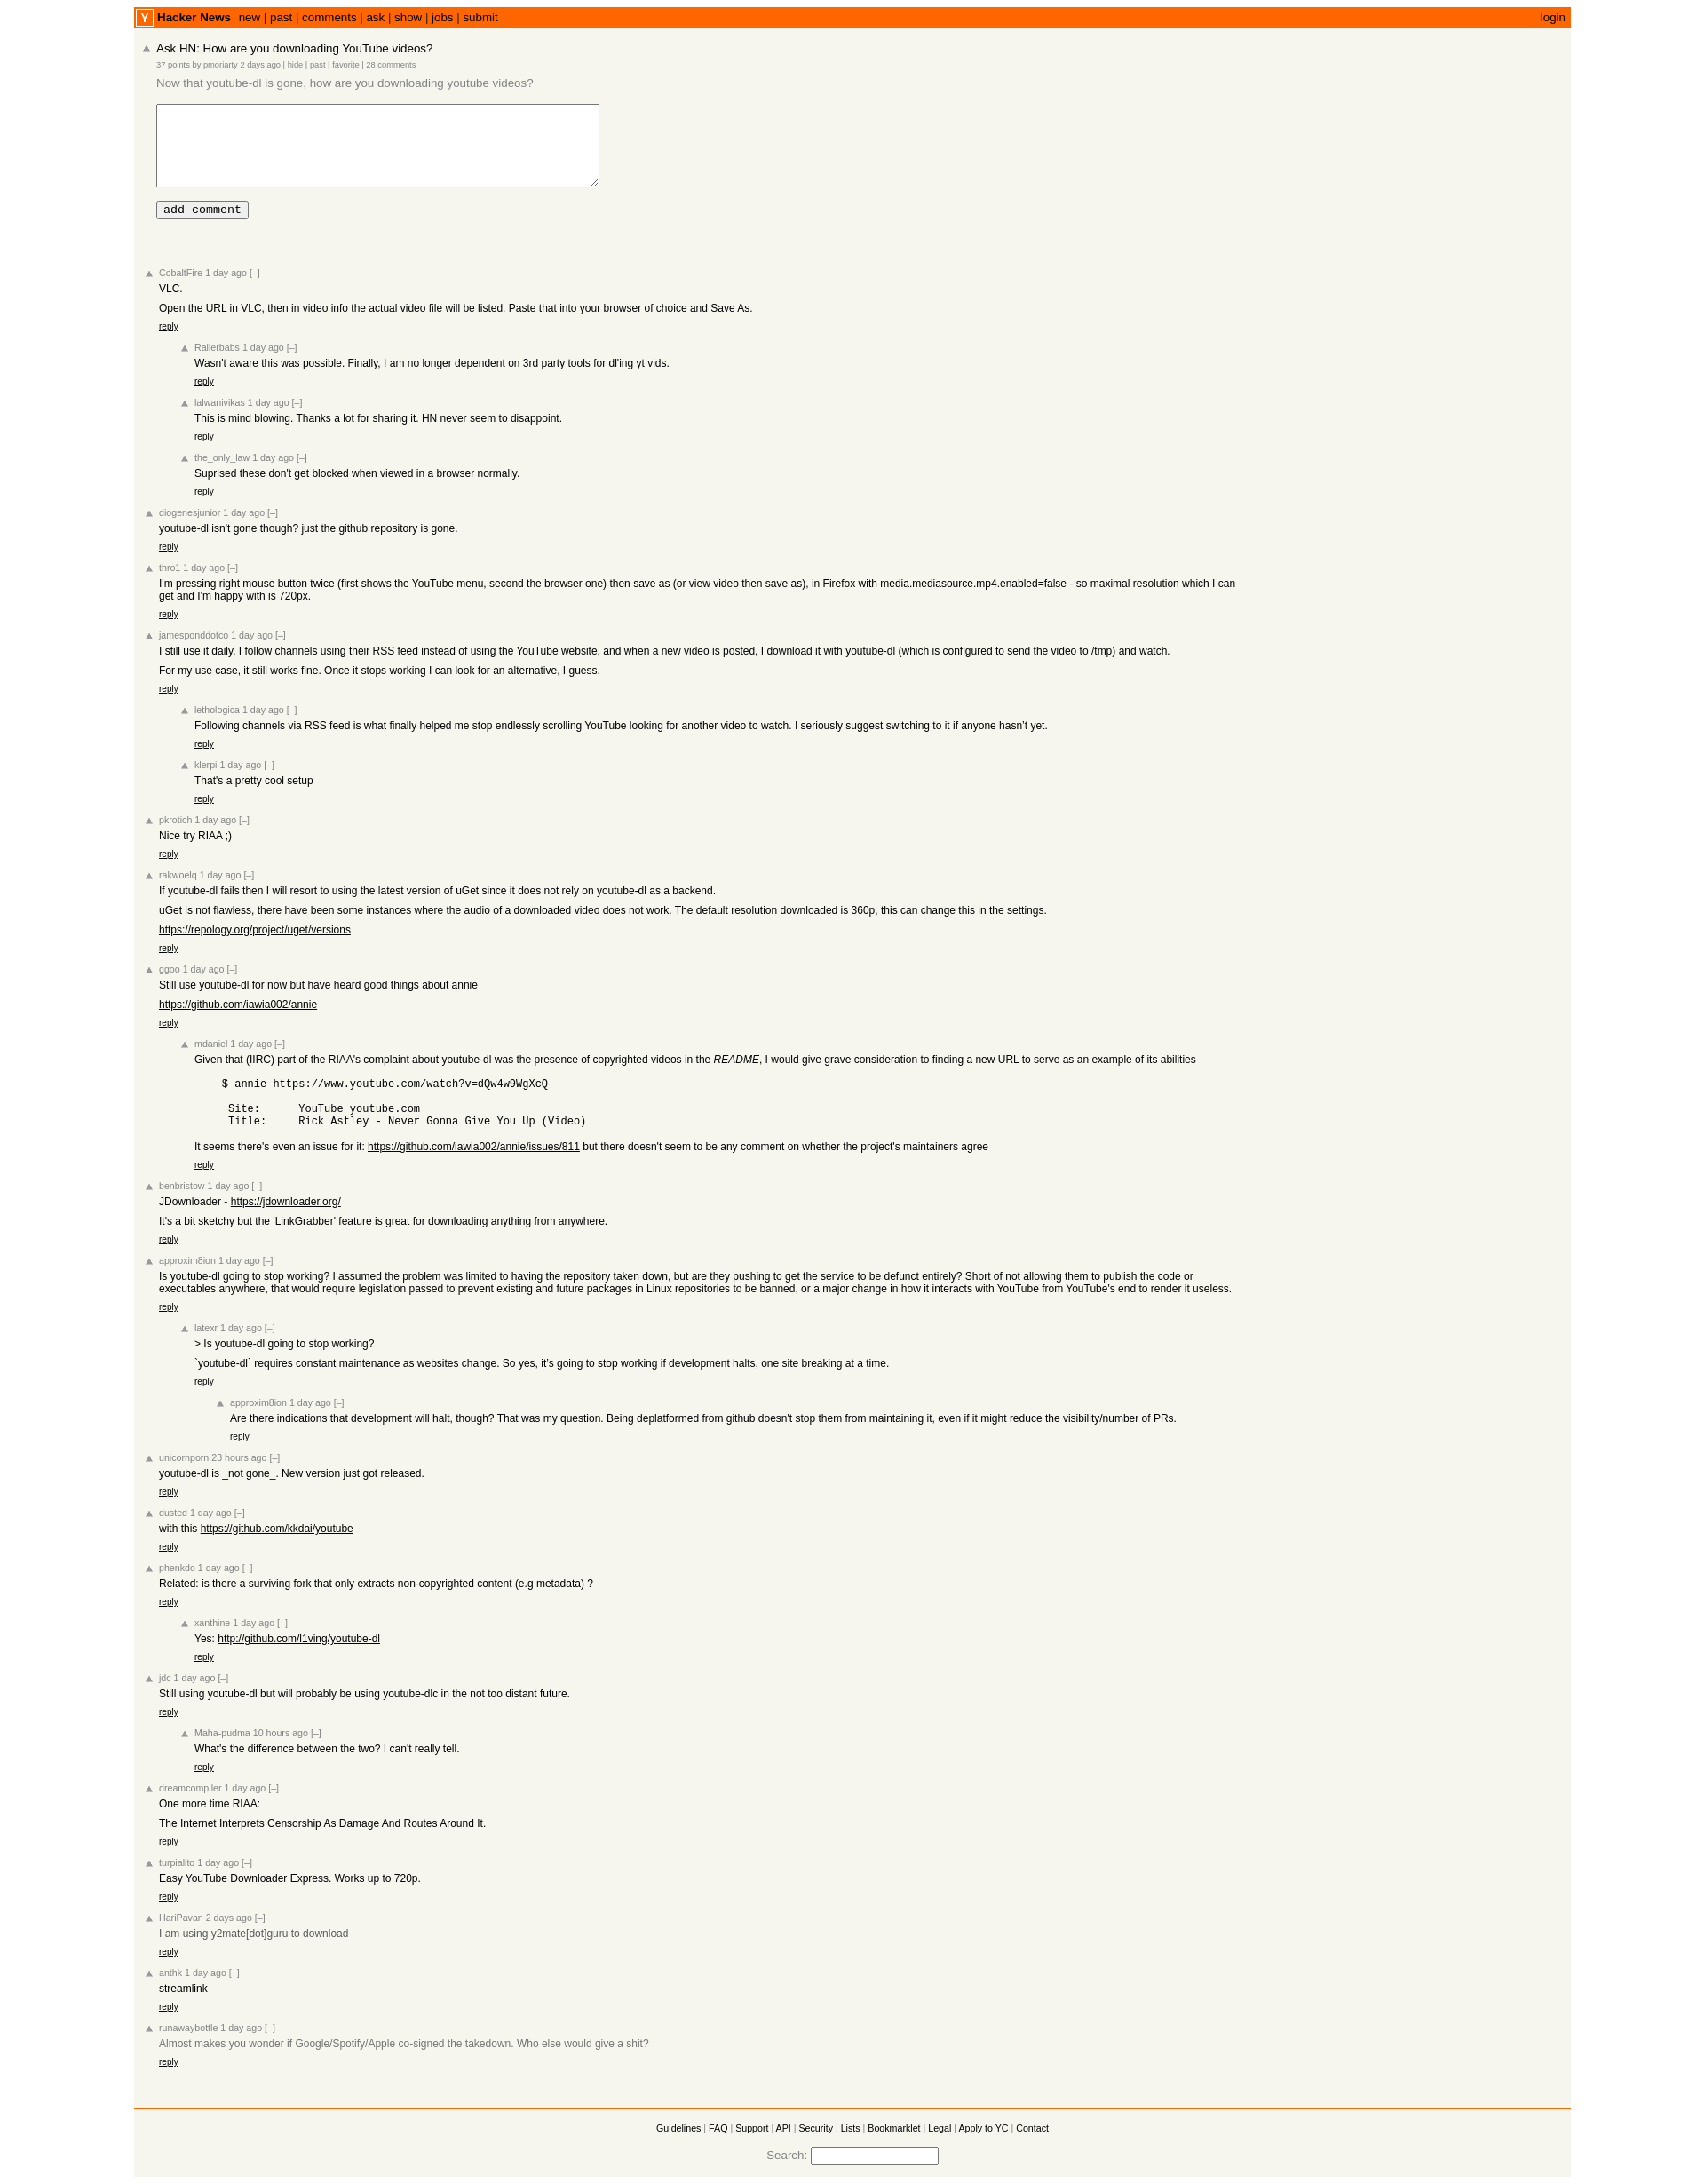 Y Hacker News new | past | comments | ask | show | jobs | submit login
Ask HN: How are you downloading YouTube videos?
37 points by pmoriarty 2 days ago | hide | past | favorite | 28 comments
Now that youtube-dl is gone, how are you downloading youtube videos?
add comment
CobaltFire 1 day ago [–]
VLC.
Open the URL in VLC, then in video info the actual video file will be listed. Paste that into your browser of choice and Save As.
reply
Rallerbabs 1 day ago [–]
Wasn't aware this was possible. Finally, I am no longer dependent on 3rd party tools for dl'ing yt vids.
reply
lalwanivikas 1 day ago [–]
This is mind blowing. Thanks a lot for sharing it. HN never seem to disappoint.
reply
the_only_law 1 day ago [–]
Suprised these don't get blocked when viewed in a browser normally.
reply
diogenesjunior 1 day ago [–]
youtube-dl isn't gone though? just the github repository is gone.
reply
thro1 1 day ago [–]
I'm pressing right mouse button twice (first shows the YouTube menu, second the browser one) then save as (or view video then save as), in Firefox with media.mediasource.mp4.enabled=false - so maximal resolution which I can
get and I'm happy with is 720px.
reply
jamesponddotco 1 day ago [–]
I still use it daily. I follow channels using their RSS feed instead of using the YouTube website, and when a new video is posted, I download it with youtube-dl (which is configured to send the video to /tmp) and watch.
For my use case, it still works fine. Once it stops working I can look for an alternative, I guess.
reply
lethologica 1 day ago [–]
Following channels via RSS feed is what finally helped me stop endlessly scrolling YouTube looking for another video to watch. I seriously suggest switching to it if anyone hasn’t yet.
reply
klerpi 1 day ago [–]
That's a pretty cool setup
reply
pkrotich 1 day ago [–]
Nice try RIAA ;)
reply
rakwoelq 1 day ago [–]
If youtube-dl fails then I will resort to using the latest version of uGet since it does not rely on youtube-dl as a backend.
uGet is not flawless, there have been some instances where the audio of a downloaded video does not work. The default resolution downloaded is 360p, this can change this in the settings.
https://repology.org/project/uget/versions
reply
ggoo 1 day ago [–]
Still use youtube-dl for now but have heard good things about annie
https://github.com/iawia002/annie
reply
mdaniel 1 day ago [–]
Given that (IIRC) part of the RIAA's complaint about youtube-dl was the presence of copyrighted videos in the README, I would give grave consideration to finding a new URL to serve as an example of its abilities
$ annie https://www.youtube.com/watch?v=dQw4w9WgXcQ
Site: YouTube youtube.com
Title: Rick Astley - Never Gonna Give You Up (Video)
It seems there's even an issue for it: https://github.com/iawia002/annie/issues/811 but there doesn't seem to be any comment on whether the project's maintainers agree
reply
benbristow 1 day ago [–]
JDownloader - https://jdownloader.org/
It's a bit sketchy but the 'LinkGrabber' feature is great for downloading anything from anywhere.
reply
approxim8ion 1 day ago [–]
Is youtube-dl going to stop working? I assumed the problem was limited to having the repository taken down, but are they pushing to get the service to be defunct entirely? Short of not allowing them to publish the code or
executables anywhere, that would require legislation passed to prevent existing and future packages in Linux repositories to be banned, or a major change in how it interacts with YouTube from YouTube's end to render it useless.
reply
latexr 1 day ago [–]
> Is youtube-dl going to stop working?
`youtube-dl` requires constant maintenance as websites change. So yes, it’s going to stop working if development halts, one site breaking at a time.
reply
approxim8ion 1 day ago [–]
Are there indications that development will halt, though? That was my question. Being deplatformed from github doesn't stop them from maintaining it, even if it might reduce the visibility/number of PRs.
reply
unicornporn 23 hours ago [–]
youtube-dl is _not gone_. New version just got released.
reply
dusted 1 day ago [–]
with this https://github.com/kkdai/youtube
reply
phenkdo 1 day ago [–]
Related: is there a surviving fork that only extracts non-copyrighted content (e.g metadata) ?
reply
xanthine 1 day ago [–]
Yes: http://github.com/l1ving/youtube-dl
reply
jdc 1 day ago [–]
Still using youtube-dl but will probably be using youtube-dlc in the not too distant future.
reply
Maha-pudma 10 hours ago [–]
What's the difference between the two? I can't really tell.
reply
dreamcompiler 1 day ago [–]
One more time RIAA:
The Internet Interprets Censorship As Damage And Routes Around It.
reply
turpialito 1 day ago [–]
Easy YouTube Downloader Express. Works up to 720p.
reply
HariPavan 2 days ago [–]
I am using y2mate[dot]guru to download
reply
anthk 1 day ago [–]
streamlink
reply
runawaybottle 1 day ago [–]
Almost makes you wonder if Google/Spotify/Apple co-signed the takedown. Who else would give a shit?
reply
Guidelines | FAQ | Support | API | Security | Lists | Bookmarklet | Legal | Apply to YC | Contact
Search: